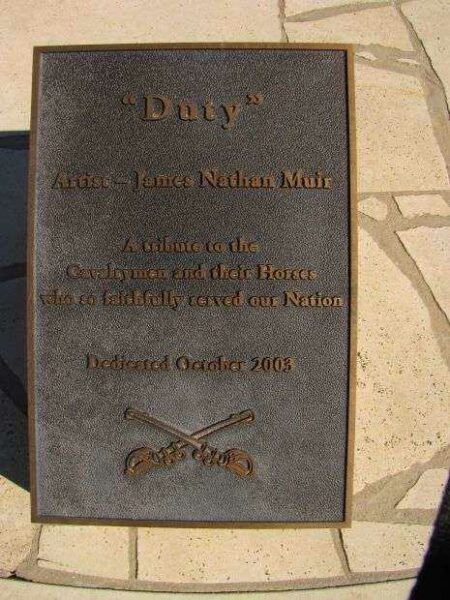 "Duty"
Artist – James Nathan Muir
A tribute to the
Cavalrymen and their Horses
who so faithfully served our Nation
Dedicated October 2003